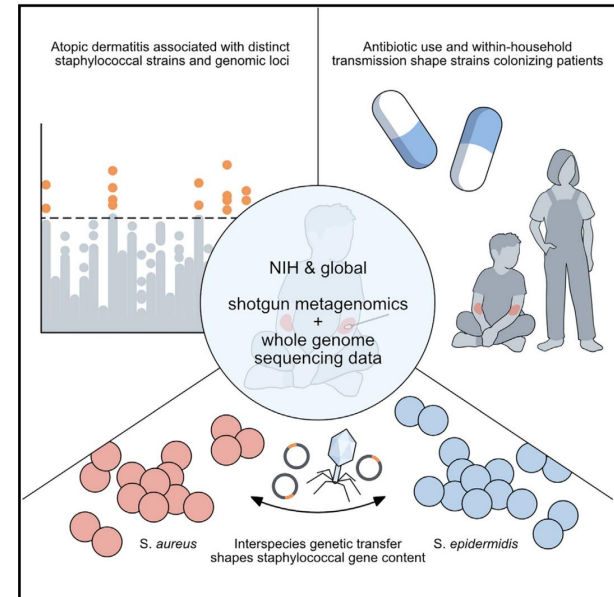 Atopic dermatitis associated with distinct
staphylococcal strains and genomic loci
Antibiotic use and within-household
transmission shape strains colonizing patients
NIH & global
shotgun metagenomics
+
whole genome
sequencing data
S. aureus
Interspecies genetic transfer
shapes staphylococcal gene content
S. epidermidis